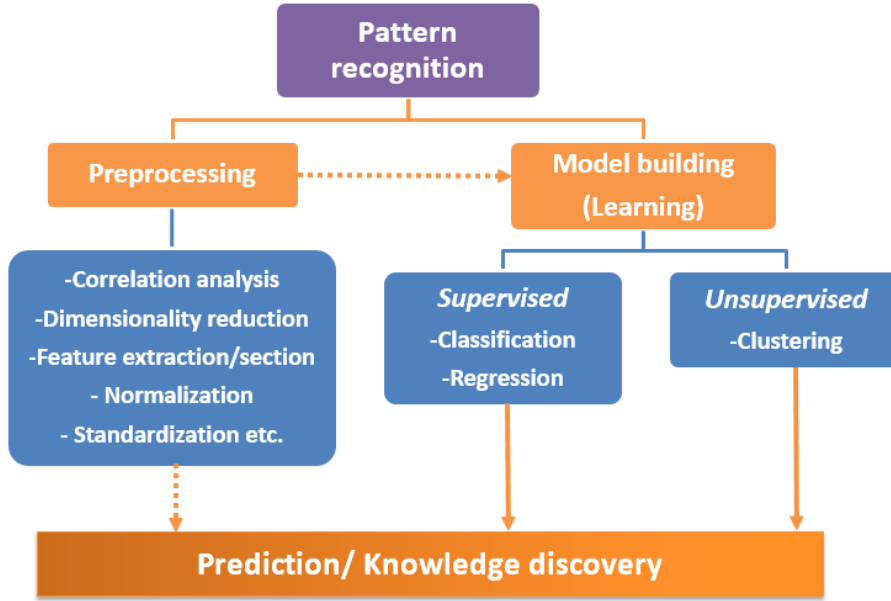 Pattern
recognition
Preprocessing
Model building
(Learning)
-Correlation analysis
-Dimensionality reduction
-Feature extraction/section
- Normalization
- Standardization etc.
Supervised
-Classification
-Regression
Unsupervised
-Clustering
Prediction/ Knowledge discovery